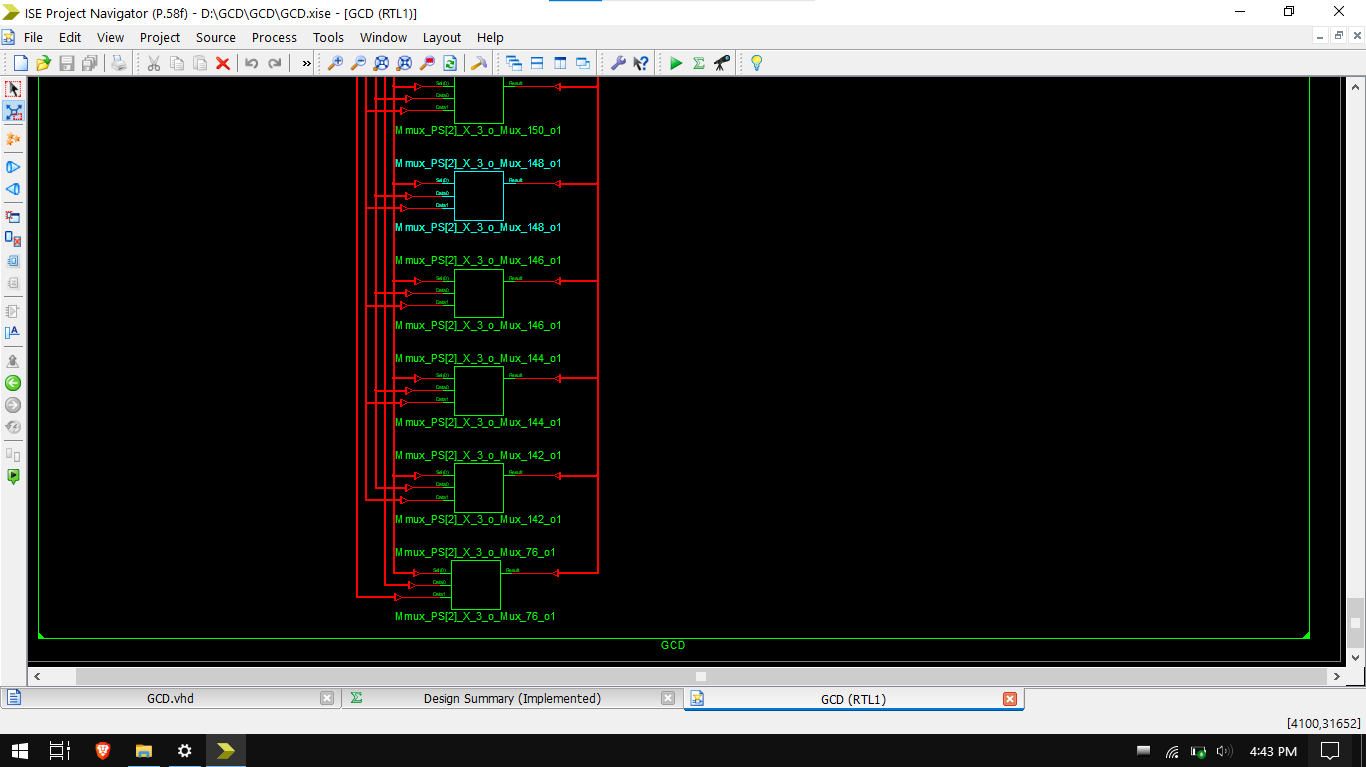 ISE Project Navigator (P.58f) - D:\GCD\GCD\GCD.xise - [GCD (RTL1)]
File Edit View Project Source Process Tools Window Layout Help
»
Sel(0) Result
Data0
Data1
Mmux_PS[2]_X_3_o_Mux_150_o1
Mmux_PS[2]_X_3_o_Mux_148_o1
Sel(0) Result
Data0
Data1
Mmux_PS[2]_X_3_o_Mux_148_o1
Mmux_PS[2]_X_3_o_Mux_146_o1
Sel(0) Result
Data0
Data1
Mmux_PS[2]_X_3_o_Mux_146_o1
Mmux_PS[2]_X_3_o_Mux_144_o1
Sel(0) Result
Data0
Data1
Mmux_PS[2]_X_3_o_Mux_144_o1
Mmux_PS[2]_X_3_o_Mux_142_o1
Sel(0) Result
Data0
Data1
Mmux_PS[2]_X_3_o_Mux_142_o1
Mmux_PS[2]_X_3_o_Mux_76_o1
Sel(0) Result
Data0
Data1
Mmux_PS[2]_X_3_o_Mux_76_o1
GCD
GCD.vhd Design Summary (Implemented) GCD (RTL1)
[4100,31652]
4:43 PM